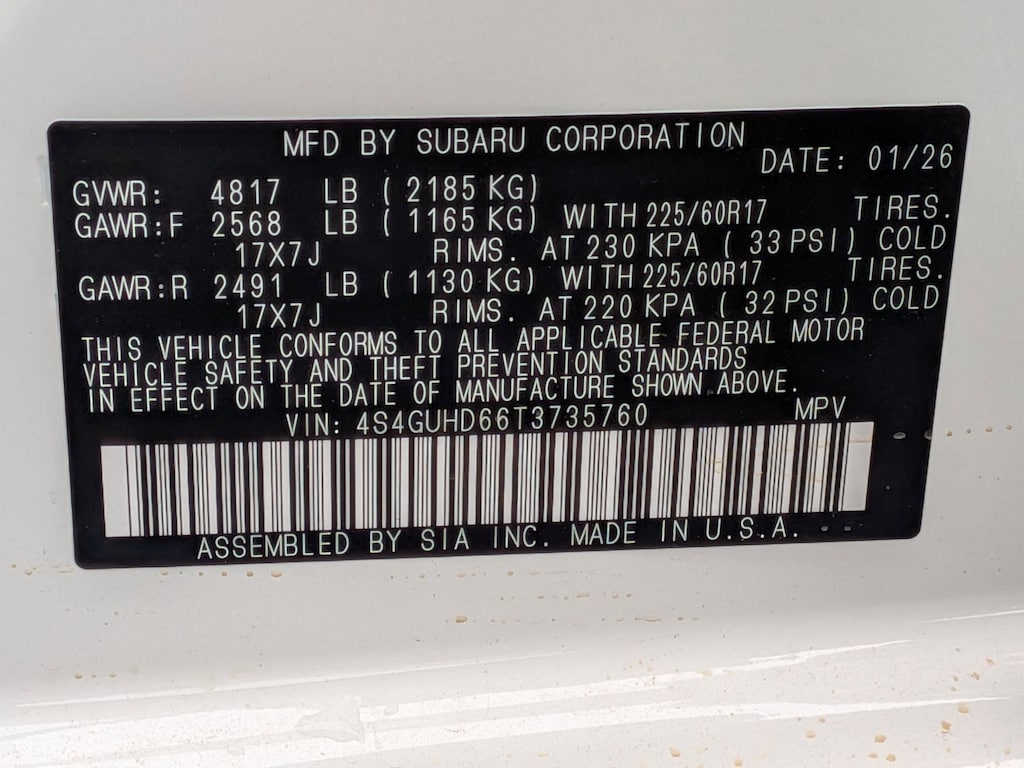 MFD BY SUBARU CORPORATION
DATE: 01/26
GVWR: 4817 LB ( 2185 KG)
GAWR:F 2568 LB ( 1165 KG) WITH 225/60R17 TIRES.
17X7J RIMS. AT 230 KPA ( 33 PSI) COLD
GAWR:R 2491 LB ( 1130 KG) WITH 225/60R17 TIRES.
17X7J RIMS. AT 220 KPA ( 32 PSI) COLD
THIS VEHICLE CONFORMS TO ALL APPLICABLE FEDERAL MOTOR
VEHICLE SAFETY AND THEFT PREVENTION STANDARDS
IN EFFECT ON THE DATE OF MANUFACTURE SHOWN ABOVE.
VIN: 4S4GUHD66T3735760 MPV
ASSEMBLED BY SIA INC. MADE IN U.S.A.